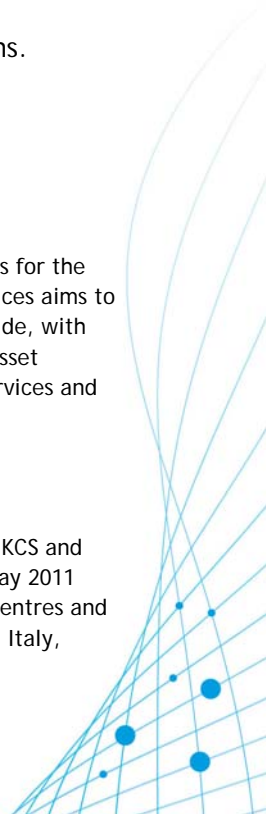 ns.
s for the
ces aims to
de, with
sset
rvices and
KCS and
ay 2011
entres and
Italy,